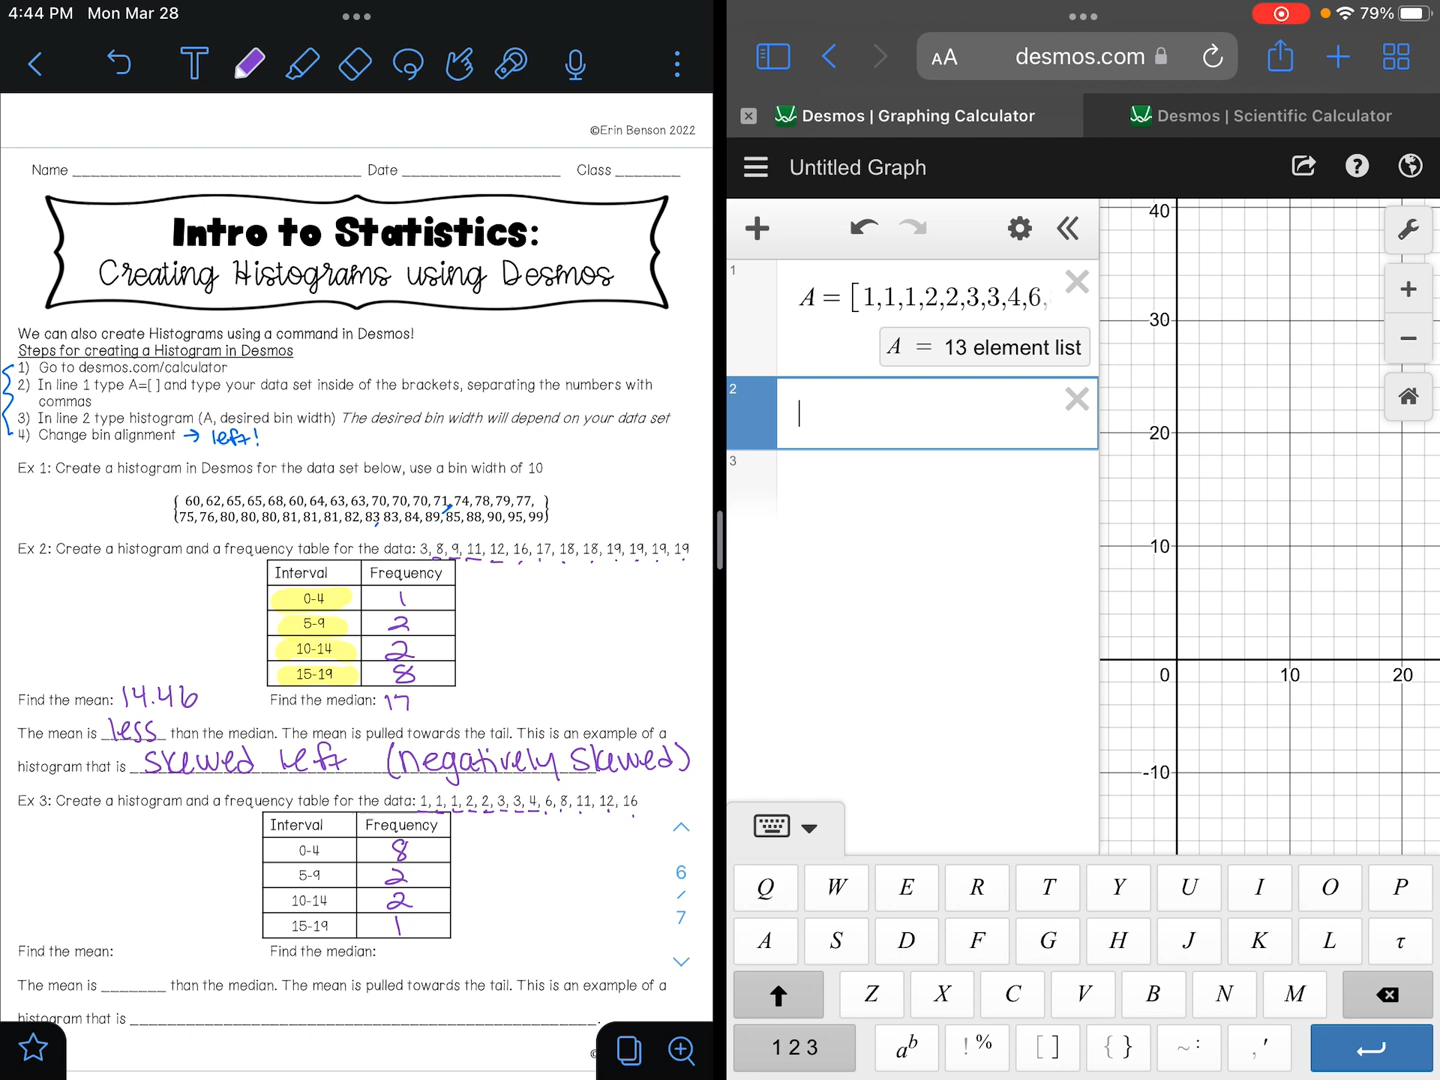 4:44 PM Mon Mar 28
79%
AA desmos.com
Desmos | Graphing Calculator
Desmos | Scientific Calculator
Untitled Graph
T
©Erin Benson 2022
Name ____ Date ____ Class ____
Intro to Statistics:
Creating Histograms using Desmos
We can also create Histograms using a command in Desmos!
Steps for creating a Histogram in Desmos
1) Go to desmos.com/calculator
2) In line 1 type A=[ ] and type your data set inside of the brackets, separating the numbers with
commas
3) In line 2 type histogram (A, desired bin width) The desired bin width will depend on your data set
4) Change bin alignment → left!
Ex 1: Create a histogram in Desmos for the data set below, use a bin width of 10
{ 60, 62, 65, 65, 68, 60, 64, 63, 63, 70, 70, 70, 71, 74, 78, 79, 77, }
{75, 76, 80, 80, 80, 81, 81, 81, 82, 83, 83, 84, 89, 85, 88, 90, 95, 99}
Ex 2: Create a histogram and a frequency table for the data: 3, 8, 9, 11, 12, 16, 17, 18, 18, 19, 19, 19, 19
Interval Frequency
0-4 1
5-9 2
10-14 2
15-19 8
Find the mean: 14.46 Find the median: 17
The mean is less than the median. The mean is pulled towards the tail. This is an example of a
histogram that is skewed left (negatively skewed)
Ex 3: Create a histogram and a frequency table for the data: 1, 1, 1, 2, 2, 3, 3, 4, 6, 8, 11, 12, 16
Interval Frequency
0-4 8
5-9 2
10-14 2
15-19 1
6
/
7
Find the mean: Find the median:
The mean is ____ than the median. The mean is pulled towards the tail. This is an example of a
histogram that is ____.
©
1
A = [1,1,1,2,2,3,3,4,6,
A = 13 element list
2
3
40
30
20
10
0 10 20
-10
Q W E R T Y U I O P
A S D F G H J K L τ
Z X C V B N M
1 2 3 a^b ! % [ ] { } ~ : , '